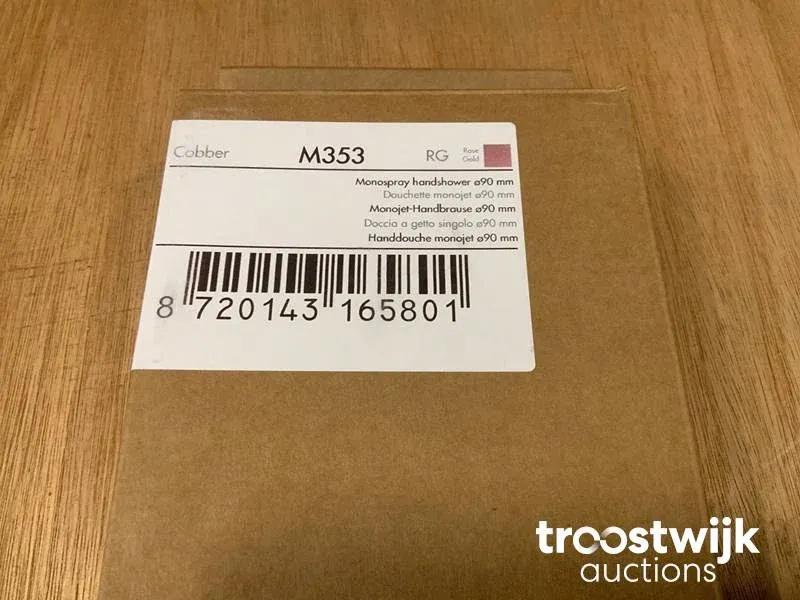 Cobber M353 RG Rose Gold
Monospray handshower ø90 mm
Douchette monojet ø90 mm
Monojet-Handbrause ø90 mm
Doccia a getto singolo ø90 mm
Handdouche monojet ø90 mm
8 720143 165801
troostwijk
auctions